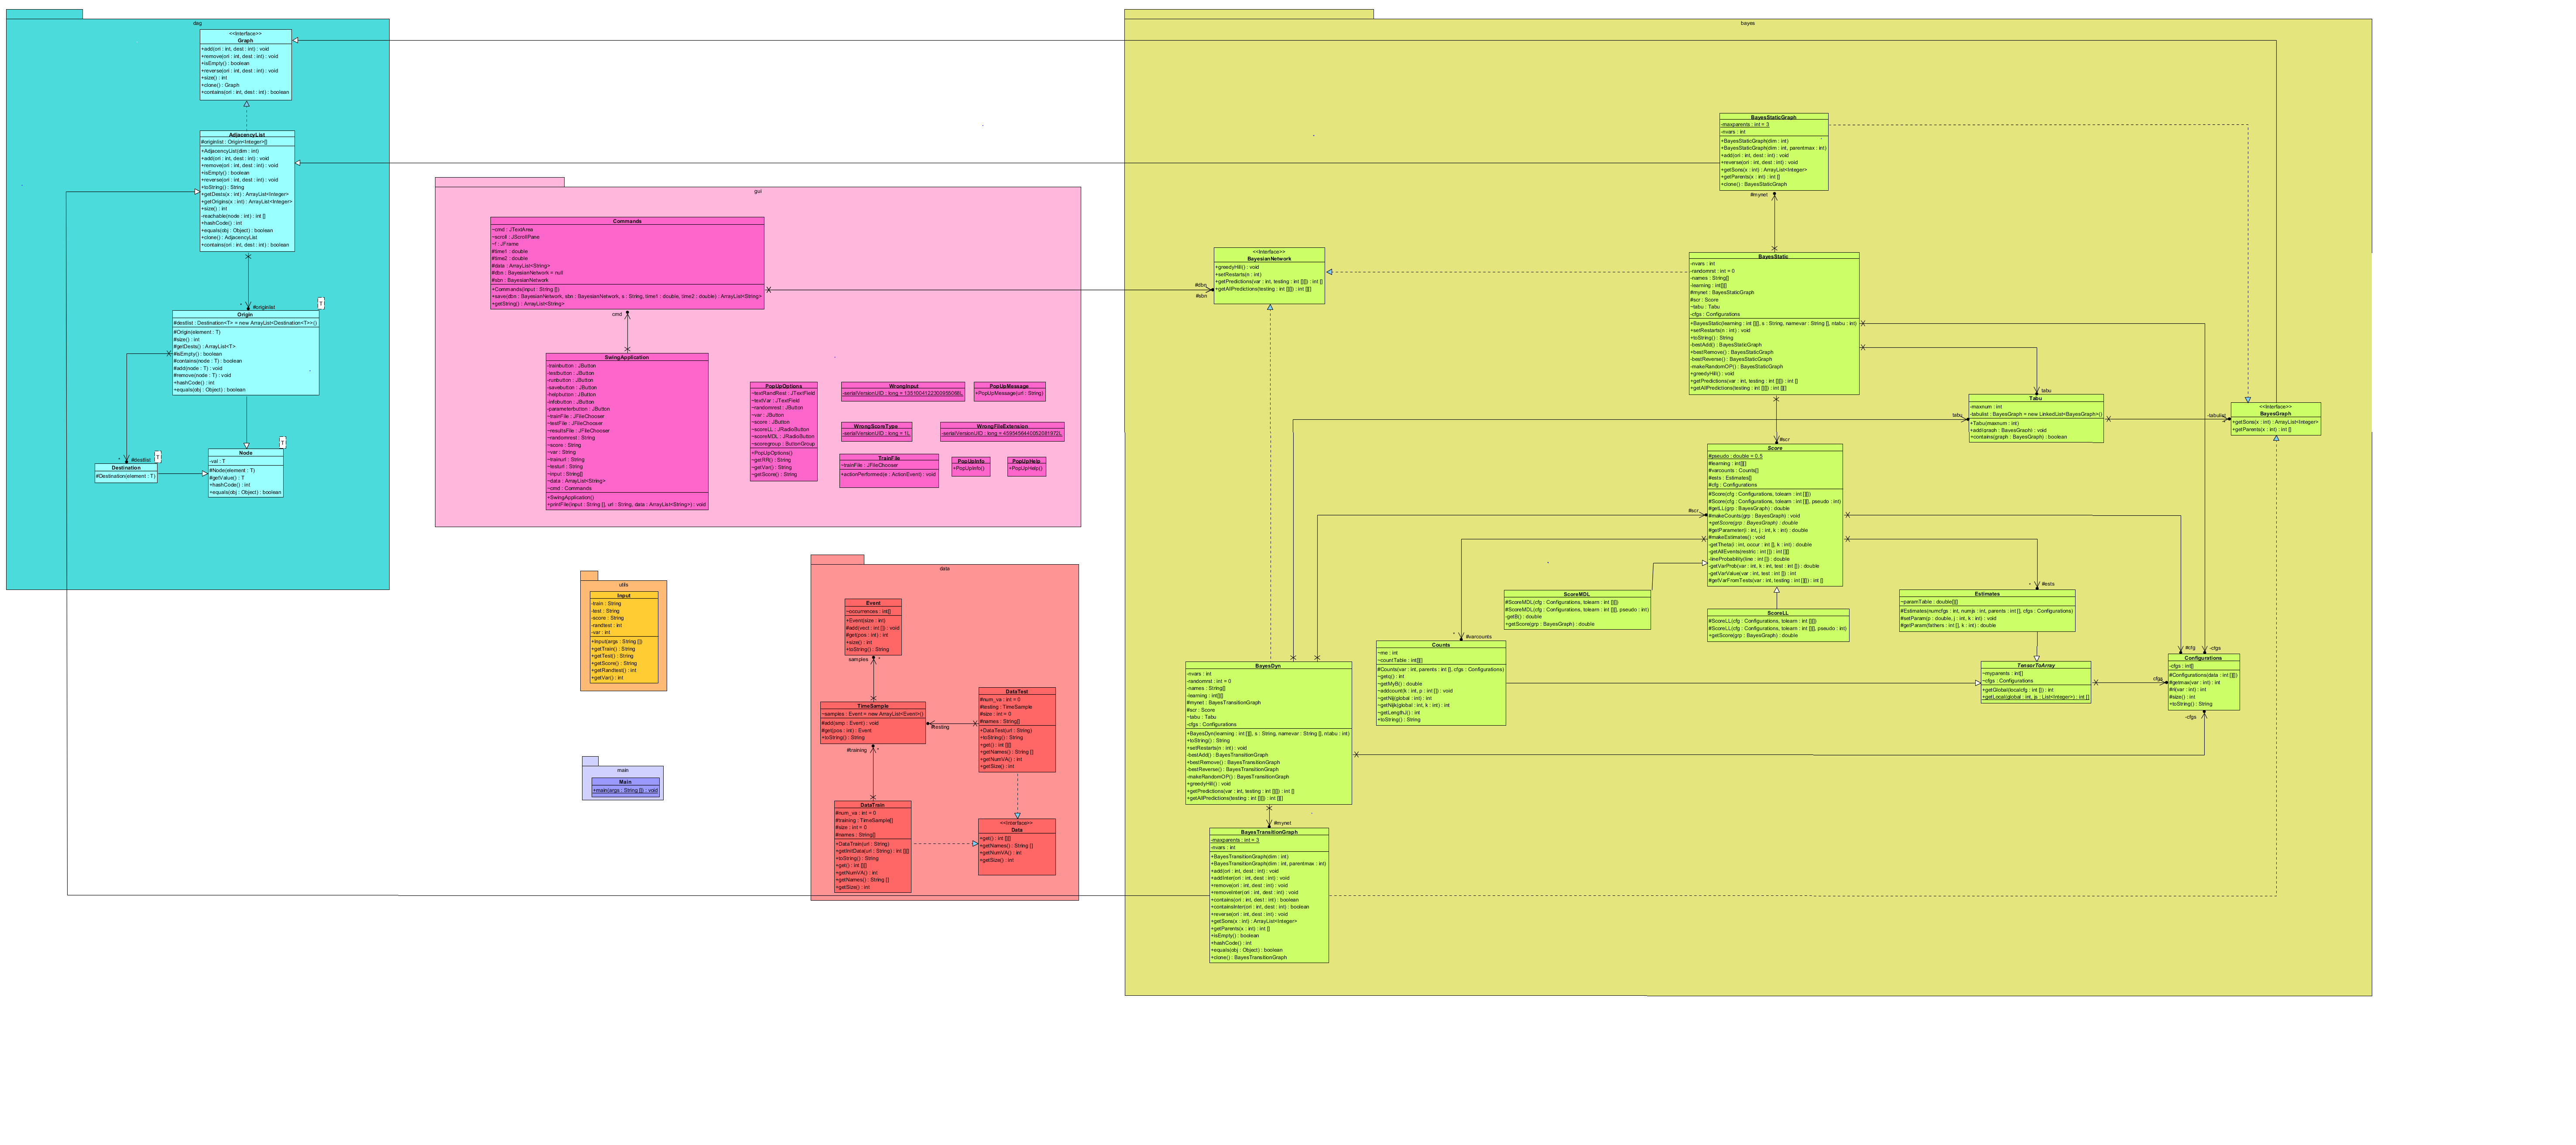 dag
<<Interface>>
Graph
+add(ori : int, dest : int) : void
+remove(ori : int, dest : int) : void
+isEmpty() : boolean
+reverse(ori : int, dest : int) : void
+size() : int
+clone() : Graph
+contains(ori : int, dest : int) : boolean
AdjacencyList
#originlist : Origin<Integer>[]
+AdjacencyList(dim : int)
+add(ori : int, dest : int) : void
+remove(ori : int, dest : int) : void
+isEmpty() : boolean
+reverse(ori : int, dest : int) : void
+toString() : String
+getDests(x : int) : ArrayList<Integer>
+getOrigins(x : int) : ArrayList<Integer>
+size() : int
-reachable(node : int) : int []
+hashCode() : int
+equals(obj : Object) : boolean
+clone() : AdjacencyList
+contains(ori : int, dest : int) : boolean
*
#originlist
T
Origin
#destlist : Destination<T> = new ArrayList<Destination<T>>()
#Origin(element : T)
#size() : int
#getDests() : ArrayList<T>
#isEmpty() : boolean
#contains(node : T) : boolean
#add(node : T) : void
#remove(node : T) : void
+hashCode() : int
+equals(obj : Object) : boolean
*
#destlist
T
Destination
#Destination(element : T)
T
Node
-val : T
#Node(element : T)
#getValue() : T
+hashCode() : int
+equals(obj : Object) : boolean
gui
Commands
~cmd : JTextArea
~scroll : JScrollPane
~f : JFrame
#time1 : double
#time2 : double
#data : ArrayList<String>
#dbn : BayesianNetwork = null
#sbn : BayesianNetwork
+Commands(input : String [])
+save(dbn : BayesianNetwork, sbn : BayesianNetwork, s : String, time1 : double, time2 : double) : ArrayList<String>
+getString() : ArrayList<String>
cmd
SwingApplication
-trainbutton : JButton
-testbutton : JButton
-runbutton : JButton
-savebutton : JButton
-helpbutton : JButton
-infobutton : JButton
-parameterbutton : JButton
~trainFile : JFileChooser
~testFile : JFileChooser
~resultsFile : JFileChooser
~randomrest : String
~score : String
~var : String
~trainurl : String
~testurl : String
~input : String[]
~data : ArrayList<String>
~cmd : Commands
+SwingApplication()
+printFile(input : String [], url : String, data : ArrayList<String>) : void
PopUpOptions
~textRandRest : JTextField
~textVar : JTextField
~randomrest : JButton
~var : JButton
~score : JButton
~scoreLL : JRadioButton
~scoreMDL : JRadioButton
~scoregroup : ButtonGroup
+PopUpOptions()
~getRR() : String
~getVar() : String
~getScore() : String
WrongInput
-serialVersionUID : long = 1351004122300955068L
PopUpMessage
+PopUpMessage(url : String)
WrongScoreType
-serialVersionUID : long = 1L
WrongFileExtension
-serialVersionUID : long = 4595456440052081972L
TrainFile
~trainFile : JFileChooser
+actionPerformed(e : ActionEvent) : void
PopUpInfo
+PopUpInfo()
PopUpHelp
+PopUpHelp()
utils
Input
-train : String
-test : String
-score : String
-randtest : int
-var : int
+Input(args : String [])
+getTrain() : String
+getTest() : String
+getScore() : String
+getRandtest() : int
+getVar() : int
main
Main
+main(args : String []) : void
data
Event
~occurrences : int[]
+Event(size : int)
#add(vect : int []) : void
#get(pos : int) : int
+size() : int
+toString() : String
samples
*
TimeSample
~samples : Event = new ArrayList<Event>()
#add(smp : Event) : void
#get(pos : int) : Event
+toString() : String
#testing
#training
*
DataTest
#num_va : int = 0
#testing : TimeSample
#size : int = 0
#names : String[]
+DataTest(url : String)
+toString() : String
+get() : int [][]
+getNames() : String []
+getNumVA() : int
+getSize() : int
DataTrain
#num_va : int = 0
#training : TimeSample[]
#size : int = 0
#names : String[]
+DataTrain(url : String)
+getInitData(url : String) : int [][]
+toString() : String
+get() : int [][]
+getNumVA() : int
+getNames() : String []
+getSize() : int
<<Interface>>
Data
+get() : int [][]
+getNames() : String []
+getNumVA() : int
+getSize() : int
bayes
BayesStaticGraph
-maxparents : int = 3
-nvars : int
+BayesStaticGraph(dim : int)
+BayesStaticGraph(dim : int, parentmax : int)
+add(ori : int, dest : int) : void
+reverse(ori : int, dest : int) : void
+getSons(x : int) : ArrayList<Integer>
+getParents(x : int) : int []
+clone() : BayesStaticGraph
#mynet
<<Interface>>
BayesianNetwork
+greedyHill() : void
+setRestarts(n : int)
+getPredictions(var : int, testing : int [][]) : int []
+getAllPredictions(testing : int [][]) : int [][]
#dbn
#sbn
BayesStatic
-nvars : int
-randomrst : int = 0
-names : String[]
-learning : int[][]
#mynet : BayesStaticGraph
#scr : Score
~tabu : Tabu
-cfgs : Configurations
+BayesStatic(learning : int [][], s : String, namevar : String [], ntabu : int)
+setRestarts(n : int) : void
+toString() : String
-bestAdd() : BayesStaticGraph
+bestRemove() : BayesStaticGraph
-bestReverse() : BayesStaticGraph
-makeRandomOP() : BayesStaticGraph
+greedyHill() : void
+getPredictions(var : int, testing : int [][]) : int []
+getAllPredictions(testing : int [][]) : int [][]
tabu
tabu
Tabu
-maxnum : int
-tabulist : BayesGraph = new LinkedList<BayesGraph>()
+Tabu(maxnum : int)
+add(graph : BayesGraph) : void
+contains(graph : BayesGraph) : boolean
-tabulist
*
<<Interface>>
BayesGraph
+getSons(x : int) : ArrayList<Integer>
+getParents(x : int) : int []
#scr
Score
#pseudo : double = 0.5
#learning : int[][]
#varcounts : Counts[]
#ests : Estimates[]
#cfg : Configurations
#Score(cfg : Configurations, tolearn : int [][])
#Score(cfg : Configurations, tolearn : int [][], pseudo : int)
#getLL(grp : BayesGraph) : double
#makeCounts(grp : BayesGraph) : void
+getScore(grp : BayesGraph) : double
#getParameter(i : int, j : int, k : int) : double
#makeEstimates() : void
-getTheta(i : int, occur : int [], k : int) : double
-getAllEvents(restric : int []) : int [][]
-lineProbability(line : int []) : double
-getVarProb(var : int, k : int, test : int []) : double
-getVarValue(var : int, test : int []) : int
#getVarFromTests(var : int, testing : int [][]) : int []
#scr
ScoreMDL
#ScoreMDL(cfg : Configurations, tolearn : int [][])
#ScoreMDL(cfg : Configurations, tolearn : int [][], pseudo : int)
-getB() : double
+getScore(grp : BayesGraph) : double
ScoreLL
#ScoreLL(cfg : Configurations, tolearn : int [][])
#ScoreLL(cfg : Configurations, tolearn : int [][], pseudo : int)
+getScore(grp : BayesGraph) : double
*
#ests
Estimates
~paramTable : double[][]
#Estimates(numcfgs : int, numjs : int, parents : int [], cfgs : Configurations)
#setParam(p : double, j : int, k : int) : void
#getParam(fathers : int [], k : int) : double
*
#varcounts
Counts
~me : int
~countTable : int[][]
#Counts(var : int, parents : int [], cfgs : Configurations)
~getq() : int
~getMyB() : double
~addcount(k : int, p : int []) : void
~getNij(global : int) : int
~getNijk(global : int, k : int) : int
~getLengthJ() : int
+toString() : String
TensorToArray
~myparents : int[]
~cfgs : Configurations
+getGlobal(localcfg : int []) : int
+getLocal(global : int, js : List<Integer>) : int []
cfgs
#cfg
-cfgs
Configurations
-cfgs : int[]
#Configurations(data : int [][])
#getmax(var : int) : int
#ri(var : int) : int
#size() : int
+toString() : String
-cfgs
BayesDyn
-nvars : int
-randomrst : int = 0
-names : String[]
-learning : int[][]
#mynet : BayesTransitionGraph
#scr : Score
~tabu : Tabu
-cfgs : Configurations
+BayesDyn(learning : int [][], s : String, namevar : String [], ntabu : int)
+toString() : String
+setRestarts(n : int) : void
-bestAdd() : BayesTransitionGraph
+bestRemove() : BayesTransitionGraph
-bestReverse() : BayesTransitionGraph
-makeRandomOP() : BayesTransitionGraph
+greedyHill() : void
+getPredictions(var : int, testing : int [][]) : int []
+getAllPredictions(testing : int [][]) : int [][]
#mynet
BayesTransitionGraph
-maxparents : int = 3
-nvars : int
+BayesTransitionGraph(dim : int)
+BayesTransitionGraph(dim : int, parentmax : int)
+add(ori : int, dest : int) : void
+addInter(ori : int, dest : int) : void
+remove(ori : int, dest : int) : void
+removeInter(ori : int, dest : int) : void
+contains(ori : int, dest : int) : boolean
+containsInter(ori : int, dest : int) : boolean
+reverse(ori : int, dest : int) : void
+getSons(x : int) : ArrayList<Integer>
+getParents(x : int) : int []
+isEmpty() : boolean
+hashCode() : int
+equals(obj : Object) : boolean
+clone() : BayesTransitionGraph